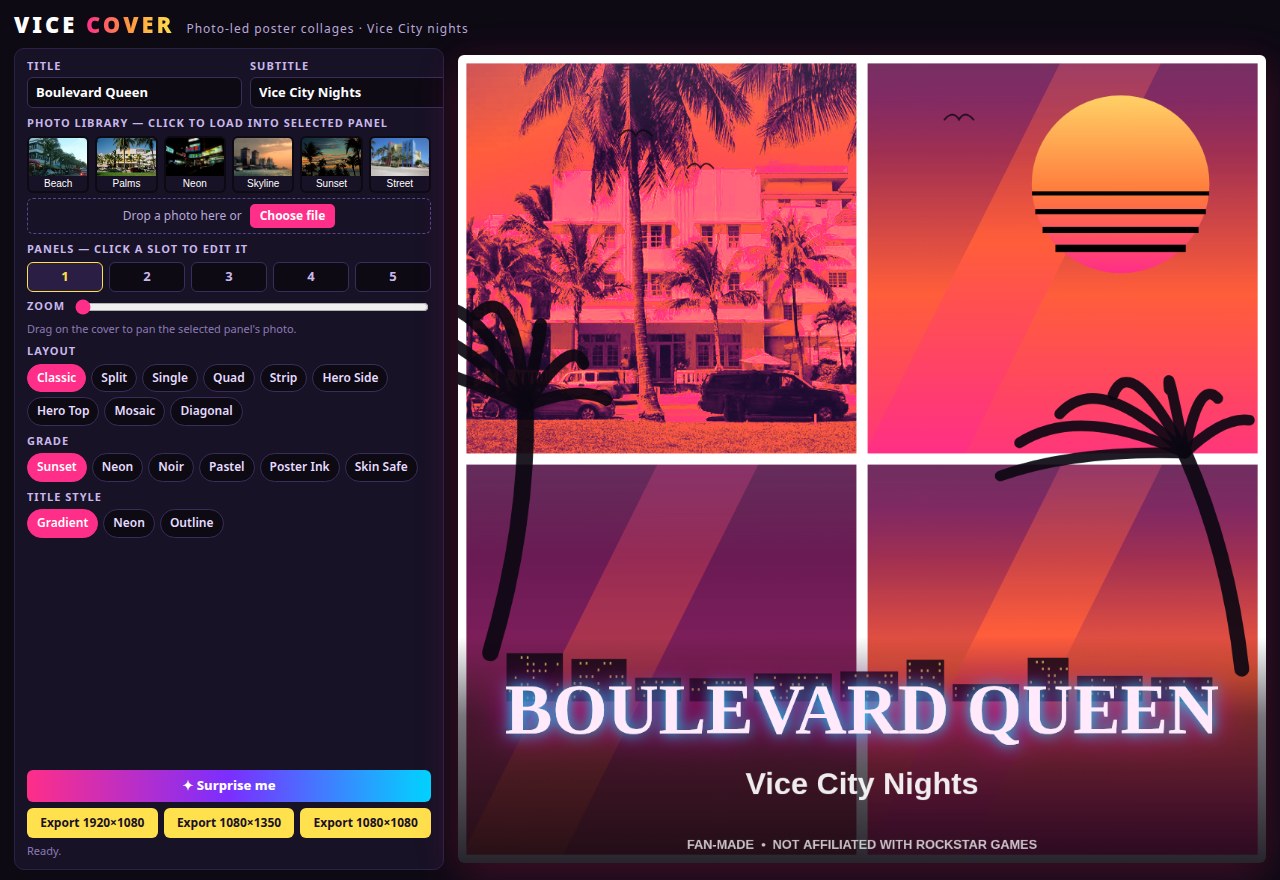 VICE COVER Photo-led poster collages · Vice City nights
TITLE SUBTITLE
Boulevard Queen Vice City Nights
PHOTO LIBRARY — CLICK TO LOAD INTO SELECTED PANEL
Beach Palms Neon Skyline Sunset Street
Drop a photo here or Choose file
PANELS — CLICK A SLOT TO EDIT IT
1 2 3 4 5
ZOOM
Drag on the cover to pan the selected panel's photo.
LAYOUT
Classic Split Single Quad Strip Hero Side
Hero Top Mosaic Diagonal
GRADE
Sunset Neon Noir Pastel Poster Ink Skin Safe
TITLE STYLE
Gradient Neon Outline
✦ Surprise me
Export 1920×1080 Export 1080×1350 Export 1080×1080
Ready.
BOULEVARD QUEEN
Vice City Nights
FAN-MADE • NOT AFFILIATED WITH ROCKSTAR GAMES